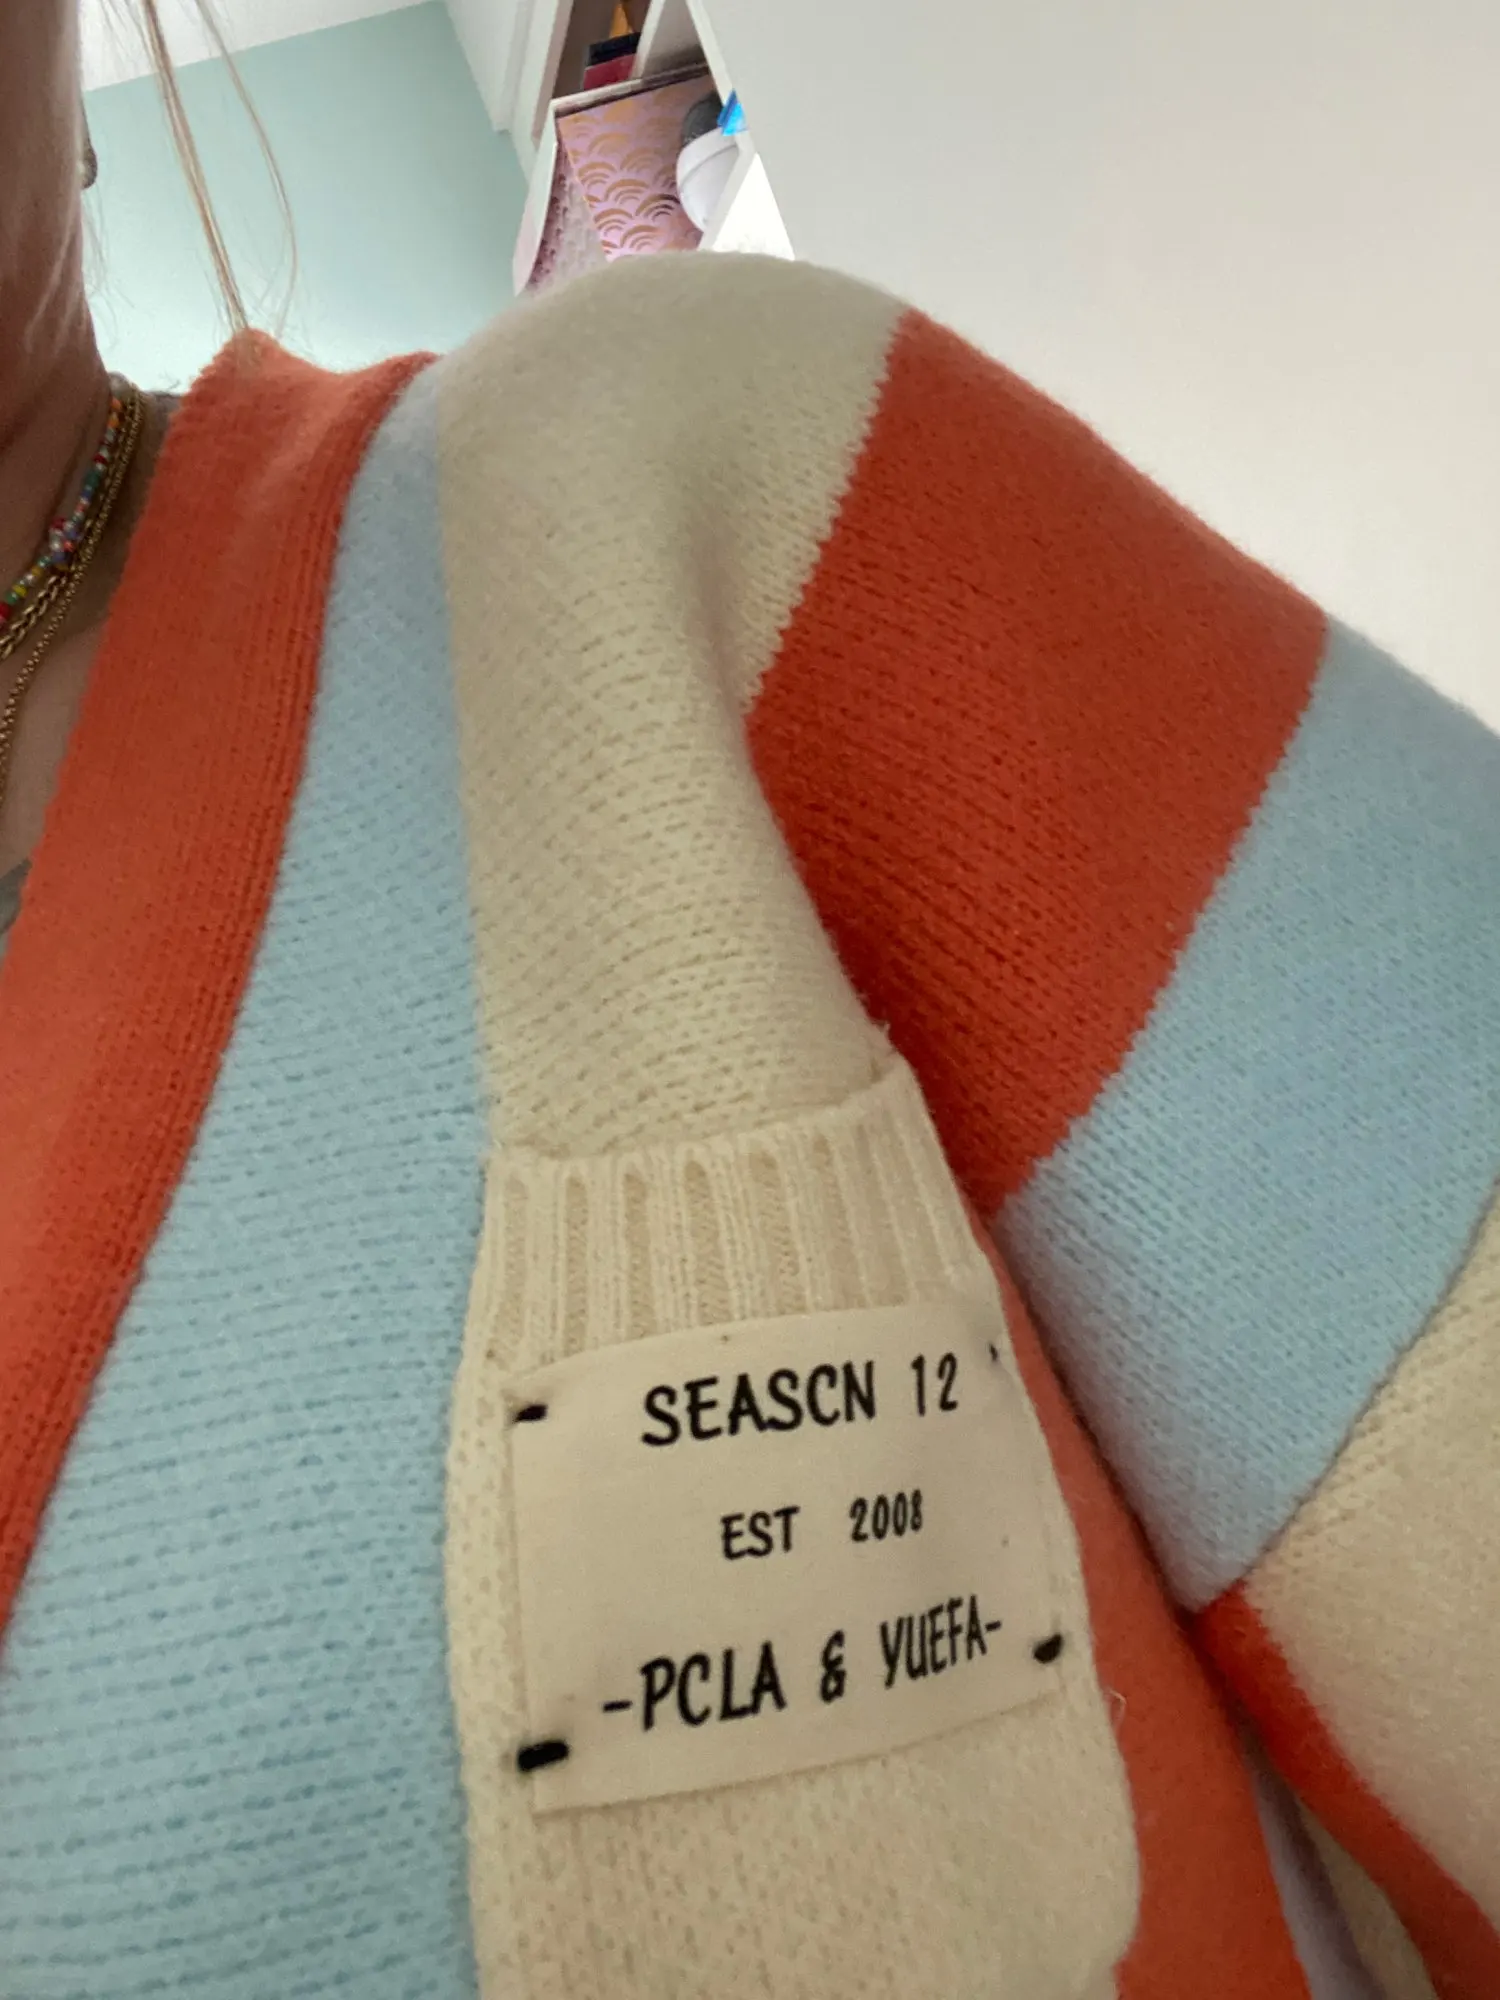 SEASCN 12
EST 2008
-PCLA & YUEFA-